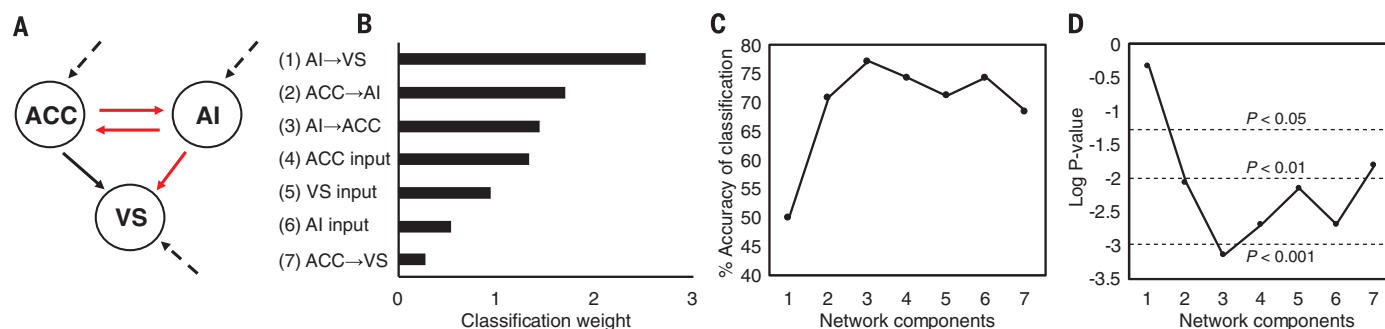 A
ACC
AI
VS
B
(1) AI→VS
(2) ACC→AI
(3) AI→ACC
(4) ACC input
(5) VS input
(6) AI input
(7) ACC→VS
0 1 2 3
Classification weight
C
% Accuracy of classification
80
75
70
65
60
55
50
45
40
1 2 3 4 5 6 7
Network components
D
Log P-value
0
-0.5
-1
-1.5
-2
-2.5
-3
-3.5
P < 0.05
P < 0.01
P < 0.001
1 2 3 4 5 6 7
Network components